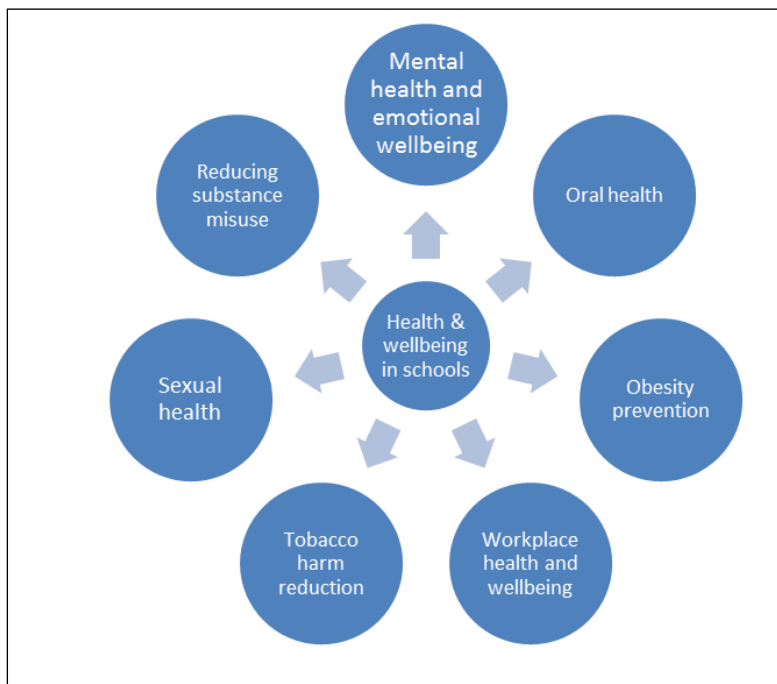 Mental
health and
emotional
wellbeing
Oral health
Obesity
prevention
Workplace
health and
wellbeing
Tobacco
harm
reduction
Sexual
health
Reducing
substance
misuse
Health &
wellbeing
in schools